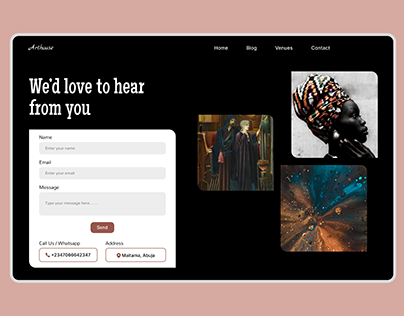 Arthouse
Home Blog Venues Contact
We'd love to hear
from you
Name
Enter your name
Email
Enter your email
Message
Type your message here . . . .
Send
Call Us / Whatsapp Address
+2347066642347 Maitama, Abuja